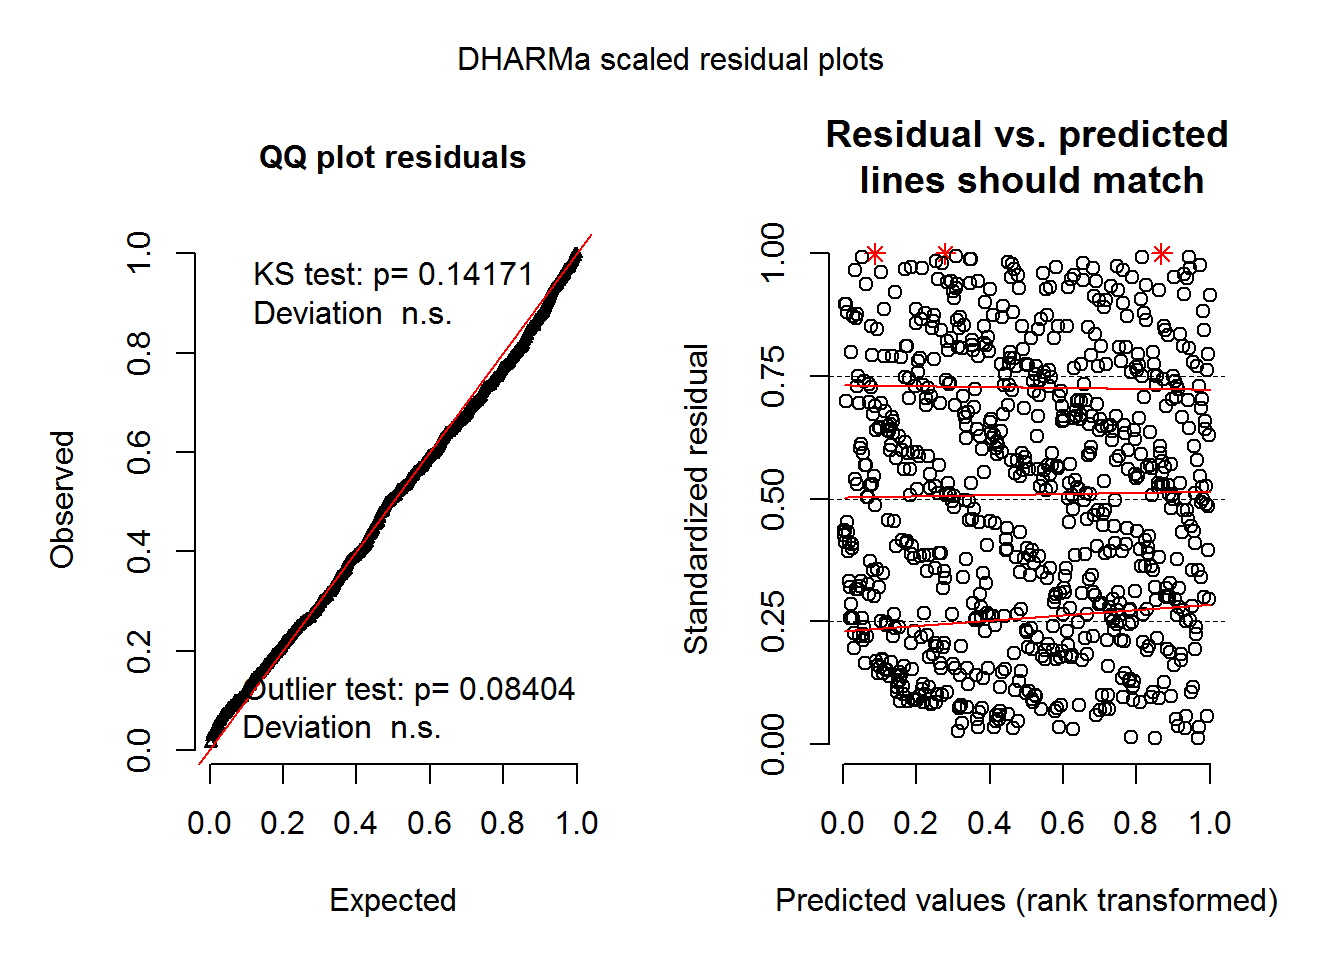 DHARMa scaled residual plots
QQ plot residuals
KS test: p= 0.14171
Deviation  n.s.
Outlier test: p= 0.08404
Deviation  n.s.
Observed
0.0 0.2 0.4 0.6 0.8 1.0
0.0 0.2 0.4 0.6 0.8 1.0
Expected
Residual vs. predicted
lines should match
Standardized residual
0.00 0.25 0.50 0.75 1.00
0.0 0.2 0.4 0.6 0.8 1.0
Predicted values (rank transformed)